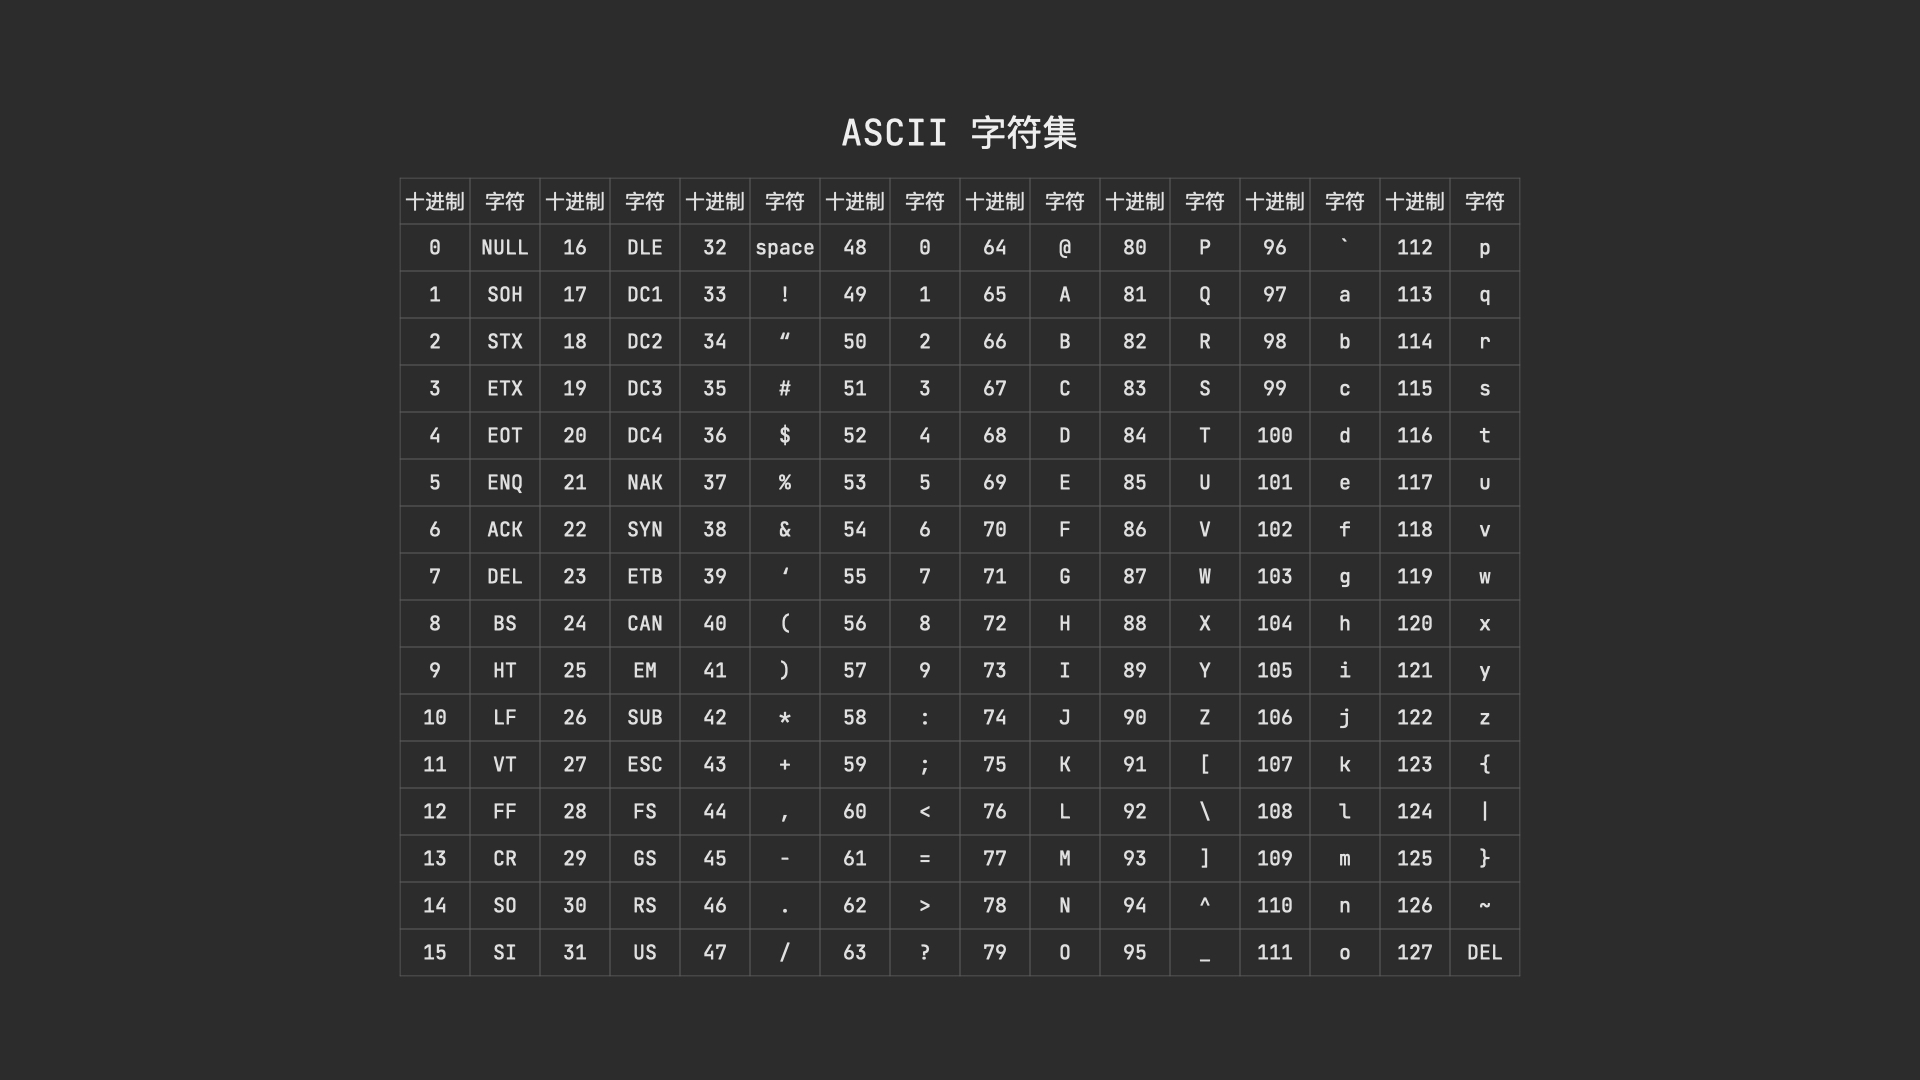 ASCII 字符集
十进制 字符 十进制 字符 十进制 字符 十进制 字符 十进制 字符 十进制 字符 十进制 字符 十进制 字符
0 NULL 16 DLE 32 space 48 0 64 @ 80 P 96 ` 112 p
1 SOH 17 DC1 33 ! 49 1 65 A 81 Q 97 a 113 q
2 STX 18 DC2 34 “ 50 2 66 B 82 R 98 b 114 r
3 ETX 19 DC3 35 # 51 3 67 C 83 S 99 c 115 s
4 EOT 20 DC4 36 $ 52 4 68 D 84 T 100 d 116 t
5 ENQ 21 NAK 37 % 53 5 69 E 85 U 101 e 117 u
6 ACK 22 SYN 38 & 54 6 70 F 86 V 102 f 118 v
7 DEL 23 ETB 39 ‘ 55 7 71 G 87 W 103 g 119 w
8 BS 24 CAN 40 ( 56 8 72 H 88 X 104 h 120 x
9 HT 25 EM 41 ) 57 9 73 I 89 Y 105 i 121 y
10 LF 26 SUB 42 * 58 : 74 J 90 Z 106 j 122 z
11 VT 27 ESC 43 + 59 ; 75 K 91 [ 107 k 123 {
12 FF 28 FS 44 , 60 < 76 L 92 \ 108 l 124 |
13 CR 29 GS 45 - 61 = 77 M 93 ] 109 m 125 }
14 SO 30 RS 46 . 62 > 78 N 94 ^ 110 n 126 ~
15 SI 31 US 47 / 63 ? 79 O 95 _ 111 o 127 DEL